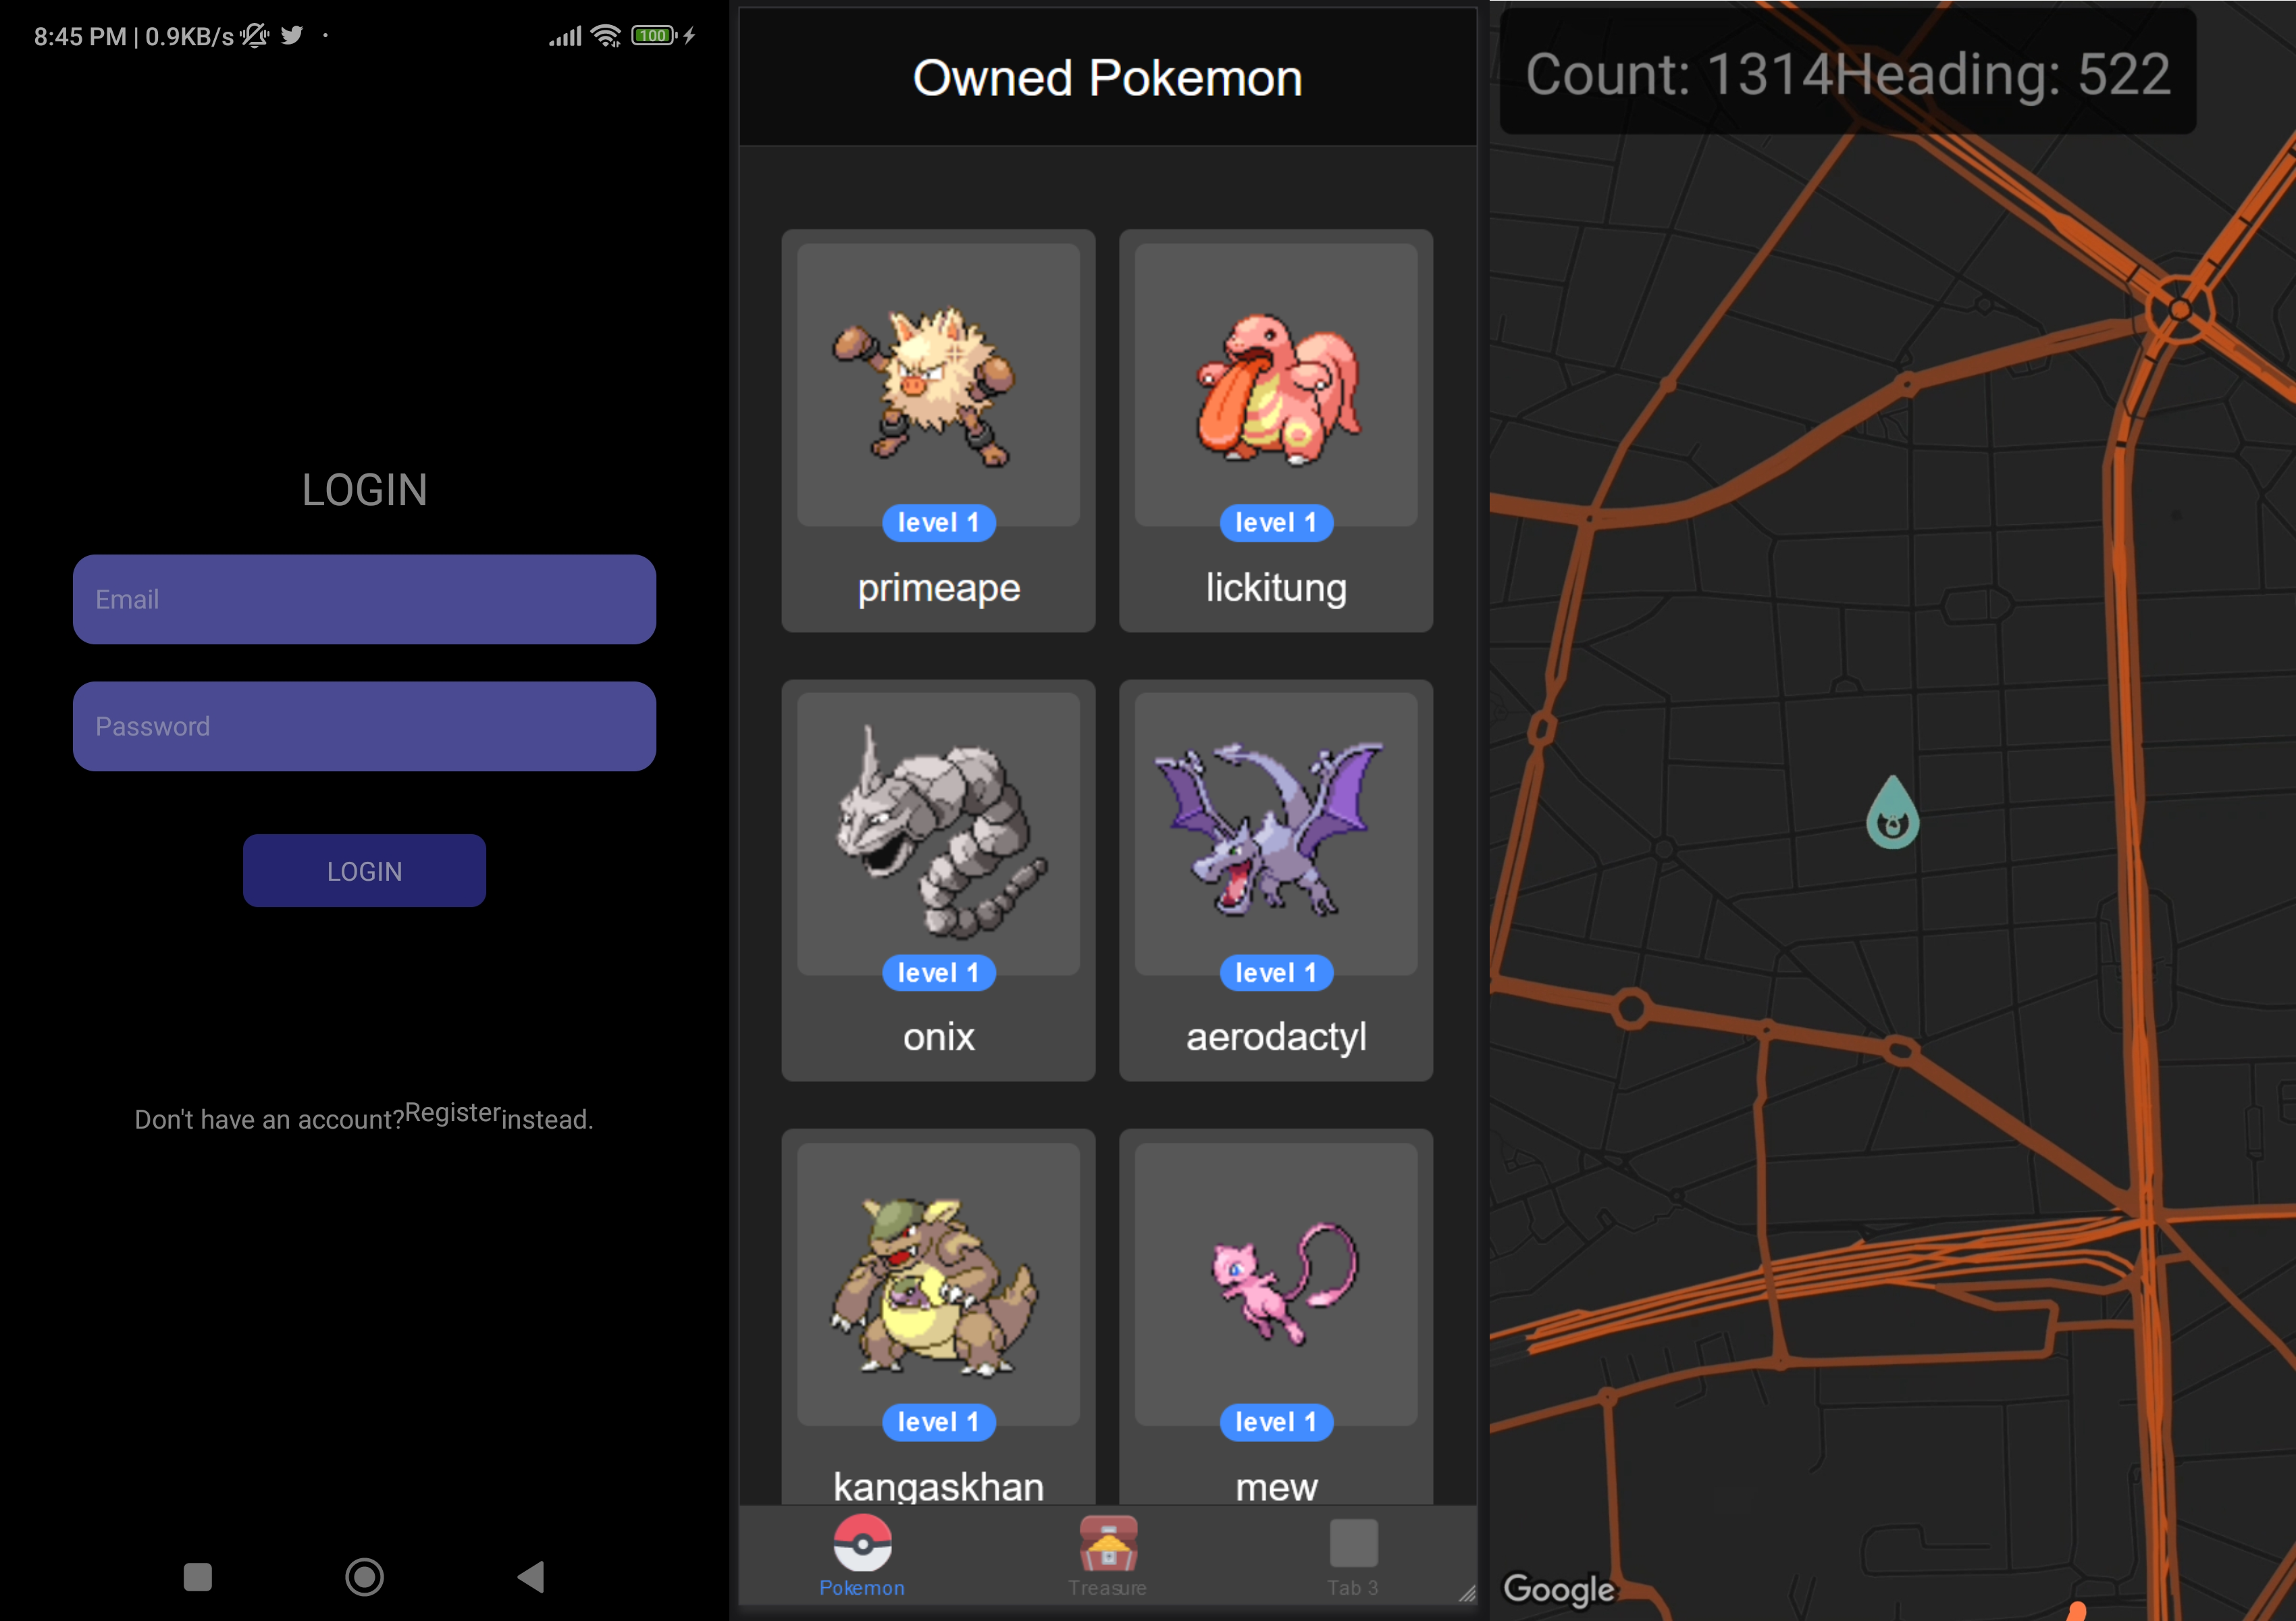 8:45 PM | 0.9KB/s
100
LOGIN
Email
Password
LOGIN
Don't have an account?Registerinstead.
Owned Pokemon
level 1
primeape
level 1
lickitung
level 1
onix
level 1
aerodactyl
level 1
kangaskhan
level 1
mew
Pokemon
Treasure
Tab 3
Count: 1314Heading: 522
Google